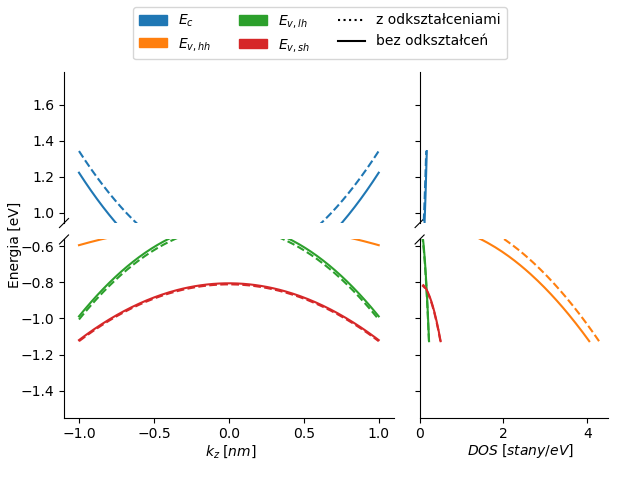 E_c E_{v, lh} z odkształceniami
E_{v, hh} E_{v, sh} bez odkształceń
1.6
1.4
1.2
1.0
−0.6
−0.8
−1.0
−1.2
−1.4
Energia [eV]
−1.0 −0.5 0.0 0.5 1.0
k_z [nm]
0 2 4
DOS [stany/eV]